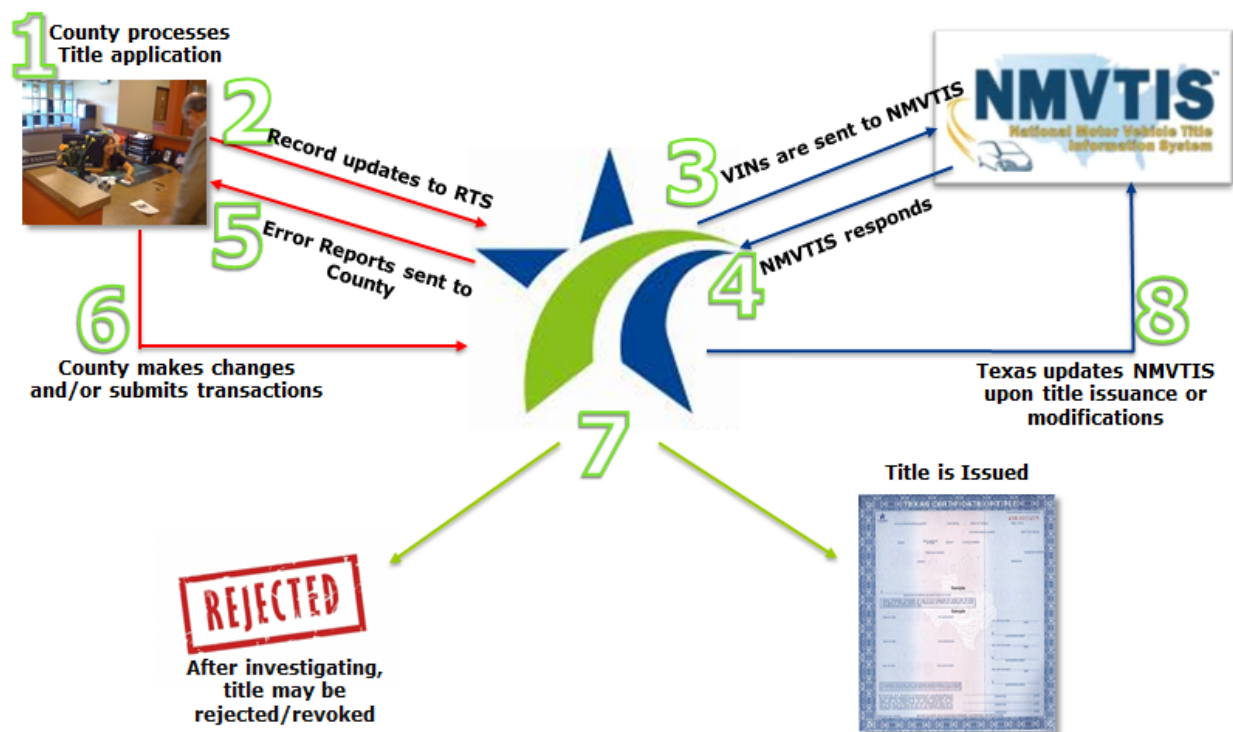 1
County processes
Title application
2
Record updates to RTS
3
VINs are sent to NMVTIS
NMVTIS
National Motor Vehicle Title
Information System
4
NMVTIS responds
5
Error Reports sent to
County
6
County makes changes
and/or submits transactions
7
8
Texas updates NMVTIS
upon title issuance or
modifications
REJECTED
After investigating,
title may be
rejected/revoked
Title is Issued
TEXAS CERTIFICATE OF TITLE
Sample
Sample